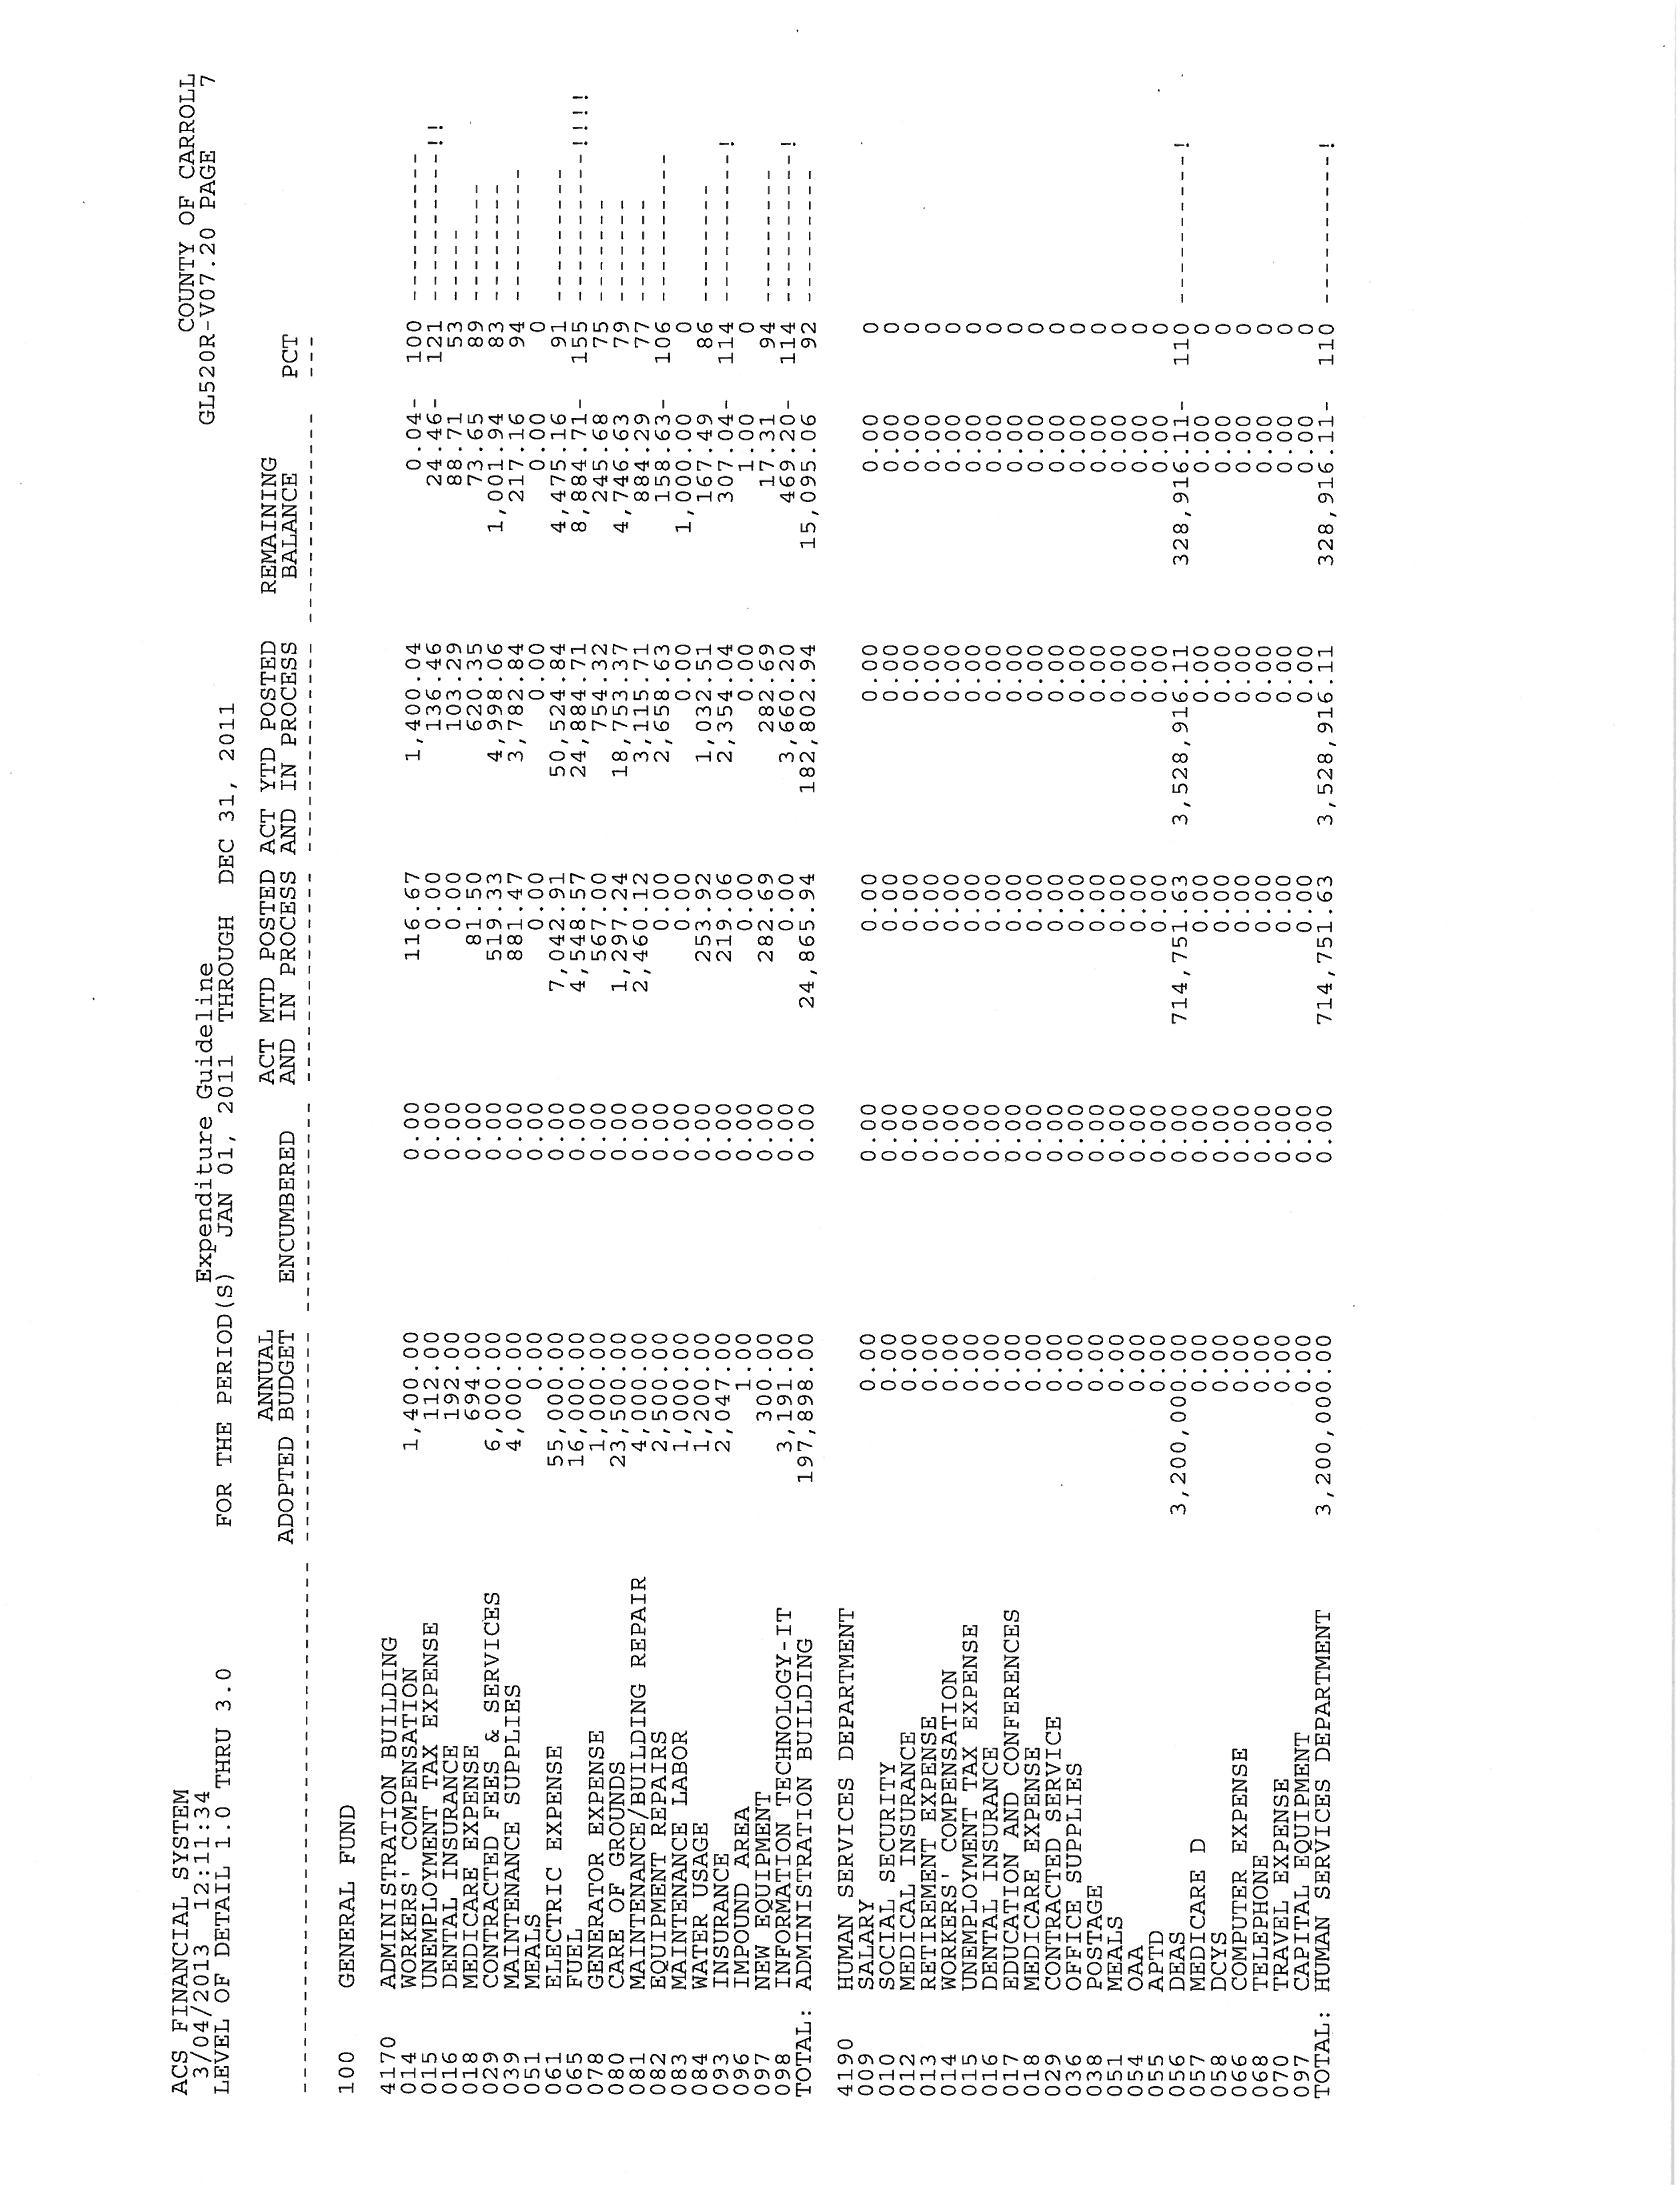 ACS FINANCIAL SYSTEM Expenditure Guideline COUNTY OF CARROLL
3/04/2013 12:11:34 GL520R-V07.20 PAGE 7
LEVEL OF DETAIL 1.0 THRU 3.0 FOR THE PERIOD(S) JAN 01, 2011 THROUGH DEC 31, 2011
ANNUAL ACT MTD POSTED ACT YTD POSTED REMAINING
ADOPTED BUDGET ENCUMBERED AND IN PROCESS AND IN PROCESS BALANCE PCT
100 GENERAL FUND
4170 ADMINISTRATION BUILDING
014 WORKERS' COMPENSATION 1,400.00 0.00 116.67 1,400.04 0.04- 100 ----------
015 UNEMPLOYMENT TAX EXPENSE 112.00 0.00 0.00 136.46 24.46- 121 ----------!!
016 DENTAL INSURANCE 192.00 0.00 0.00 103.29 88.71 53 -----
018 MEDICARE EXPENSE 694.00 0.00 81.50 620.35 73.65 89 --------
029 CONTRACTED FEES & SERVICES 6,000.00 0.00 519.33 4,998.06 1,001.94 83 --------
039 MAINTENANCE SUPPLIES 4,000.00 0.00 881.47 3,782.84 217.16 94 ---------
051 MEALS 0.00 0.00 0.00 0.00 0.00 0
061 ELECTRIC EXPENSE 55,000.00 0.00 7,042.91 50,524.84 4,475.16 91 ---------
065 FUEL 16,000.00 0.00 4,548.57 24,884.71 8,884.71- 155 ----------!!!!
078 GENERATOR EXPENSE 1,000.00 0.00 567.00 754.32 245.68 75 -------
080 CARE OF GROUNDS 23,500.00 0.00 1,297.24 18,753.37 4,746.63 79 -------
081 MAINTENANCE/BUILDING REPAIR 4,000.00 0.00 2,460.12 3,115.71 884.29 77 -------
082 EQUIPMENT REPAIRS 2,500.00 0.00 0.00 2,658.63 158.63- 106 ----------
083 MAINTENANCE LABOR 1,000.00 0.00 0.00 0.00 1,000.00 0
084 WATER USAGE 1,200.00 0.00 253.92 1,032.51 167.49 86 --------
093 INSURANCE 2,047.00 0.00 219.06 2,354.04 307.04- 114 ----------!
096 IMPOUND AREA 1.00 0.00 0.00 0.00 1.00 0
097 NEW EQUIPMENT 300.00 0.00 282.69 282.69 17.31 94 ---------
098 INFORMATION TECHNOLOGY-IT 3,191.00 0.00 0.00 3,660.20 469.20- 114 ----------!
TOTAL: ADMINISTRATION BUILDING 197,898.00 0.00 24,865.94 182,802.94 15,095.06 92 ---------
4190 HUMAN SERVICES DEPARTMENT
009 SALARY 0.00 0.00 0.00 0.00 0.00 0
010 SOCIAL SECURITY 0.00 0.00 0.00 0.00 0.00 0
012 MEDICAL INSURANCE 0.00 0.00 0.00 0.00 0.00 0
013 RETIREMENT EXPENSE 0.00 0.00 0.00 0.00 0.00 0
014 WORKERS' COMPENSATION 0.00 0.00 0.00 0.00 0.00 0
015 UNEMPLOYMENT TAX EXPENSE 0.00 0.00 0.00 0.00 0.00 0
016 DENTAL INSURANCE 0.00 0.00 0.00 0.00 0.00 0
017 EDUCATION AND CONFERENCES 0.00 0.00 0.00 0.00 0.00 0
018 MEDICARE EXPENSE 0.00 0.00 0.00 0.00 0.00 0
029 CONTRACTED SERVICE 0.00 0.00 0.00 0.00 0.00 0
036 OFFICE SUPPLIES 0.00 0.00 0.00 0.00 0.00 0
038 POSTAGE 0.00 0.00 0.00 0.00 0.00 0
051 MEALS 0.00 0.00 0.00 0.00 0.00 0
054 OAA 0.00 0.00 0.00 0.00 0.00 0
055 APTD 0.00 0.00 0.00 0.00 0.00 0
056 DEAS 3,200,000.00 0.00 714,751.63 3,528,916.11 328,916.11- 110 ----------!
057 MEDICARE D 0.00 0.00 0.00 0.00 0.00 0
058 DCYS 0.00 0.00 0.00 0.00 0.00 0
066 COMPUTER EXPENSE 0.00 0.00 0.00 0.00 0.00 0
068 TELEPHONE 0.00 0.00 0.00 0.00 0.00 0
070 TRAVEL EXPENSE 0.00 0.00 0.00 0.00 0.00 0
097 CAPITAL EQUIPMENT 0.00 0.00 0.00 0.00 0.00 0
TOTAL: HUMAN SERVICES DEPARTMENT 3,200,000.00 0.00 714,751.63 3,528,916.11 328,916.11- 110 ----------!